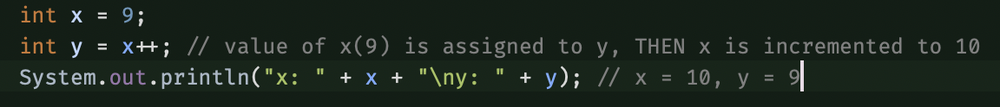 int x = 9;
int y = x++; // value of x(9) is assigned to y, THEN x is incremented to 10
System.out.println("x: " + x + "\ny: " + y); // x = 10, y = 9